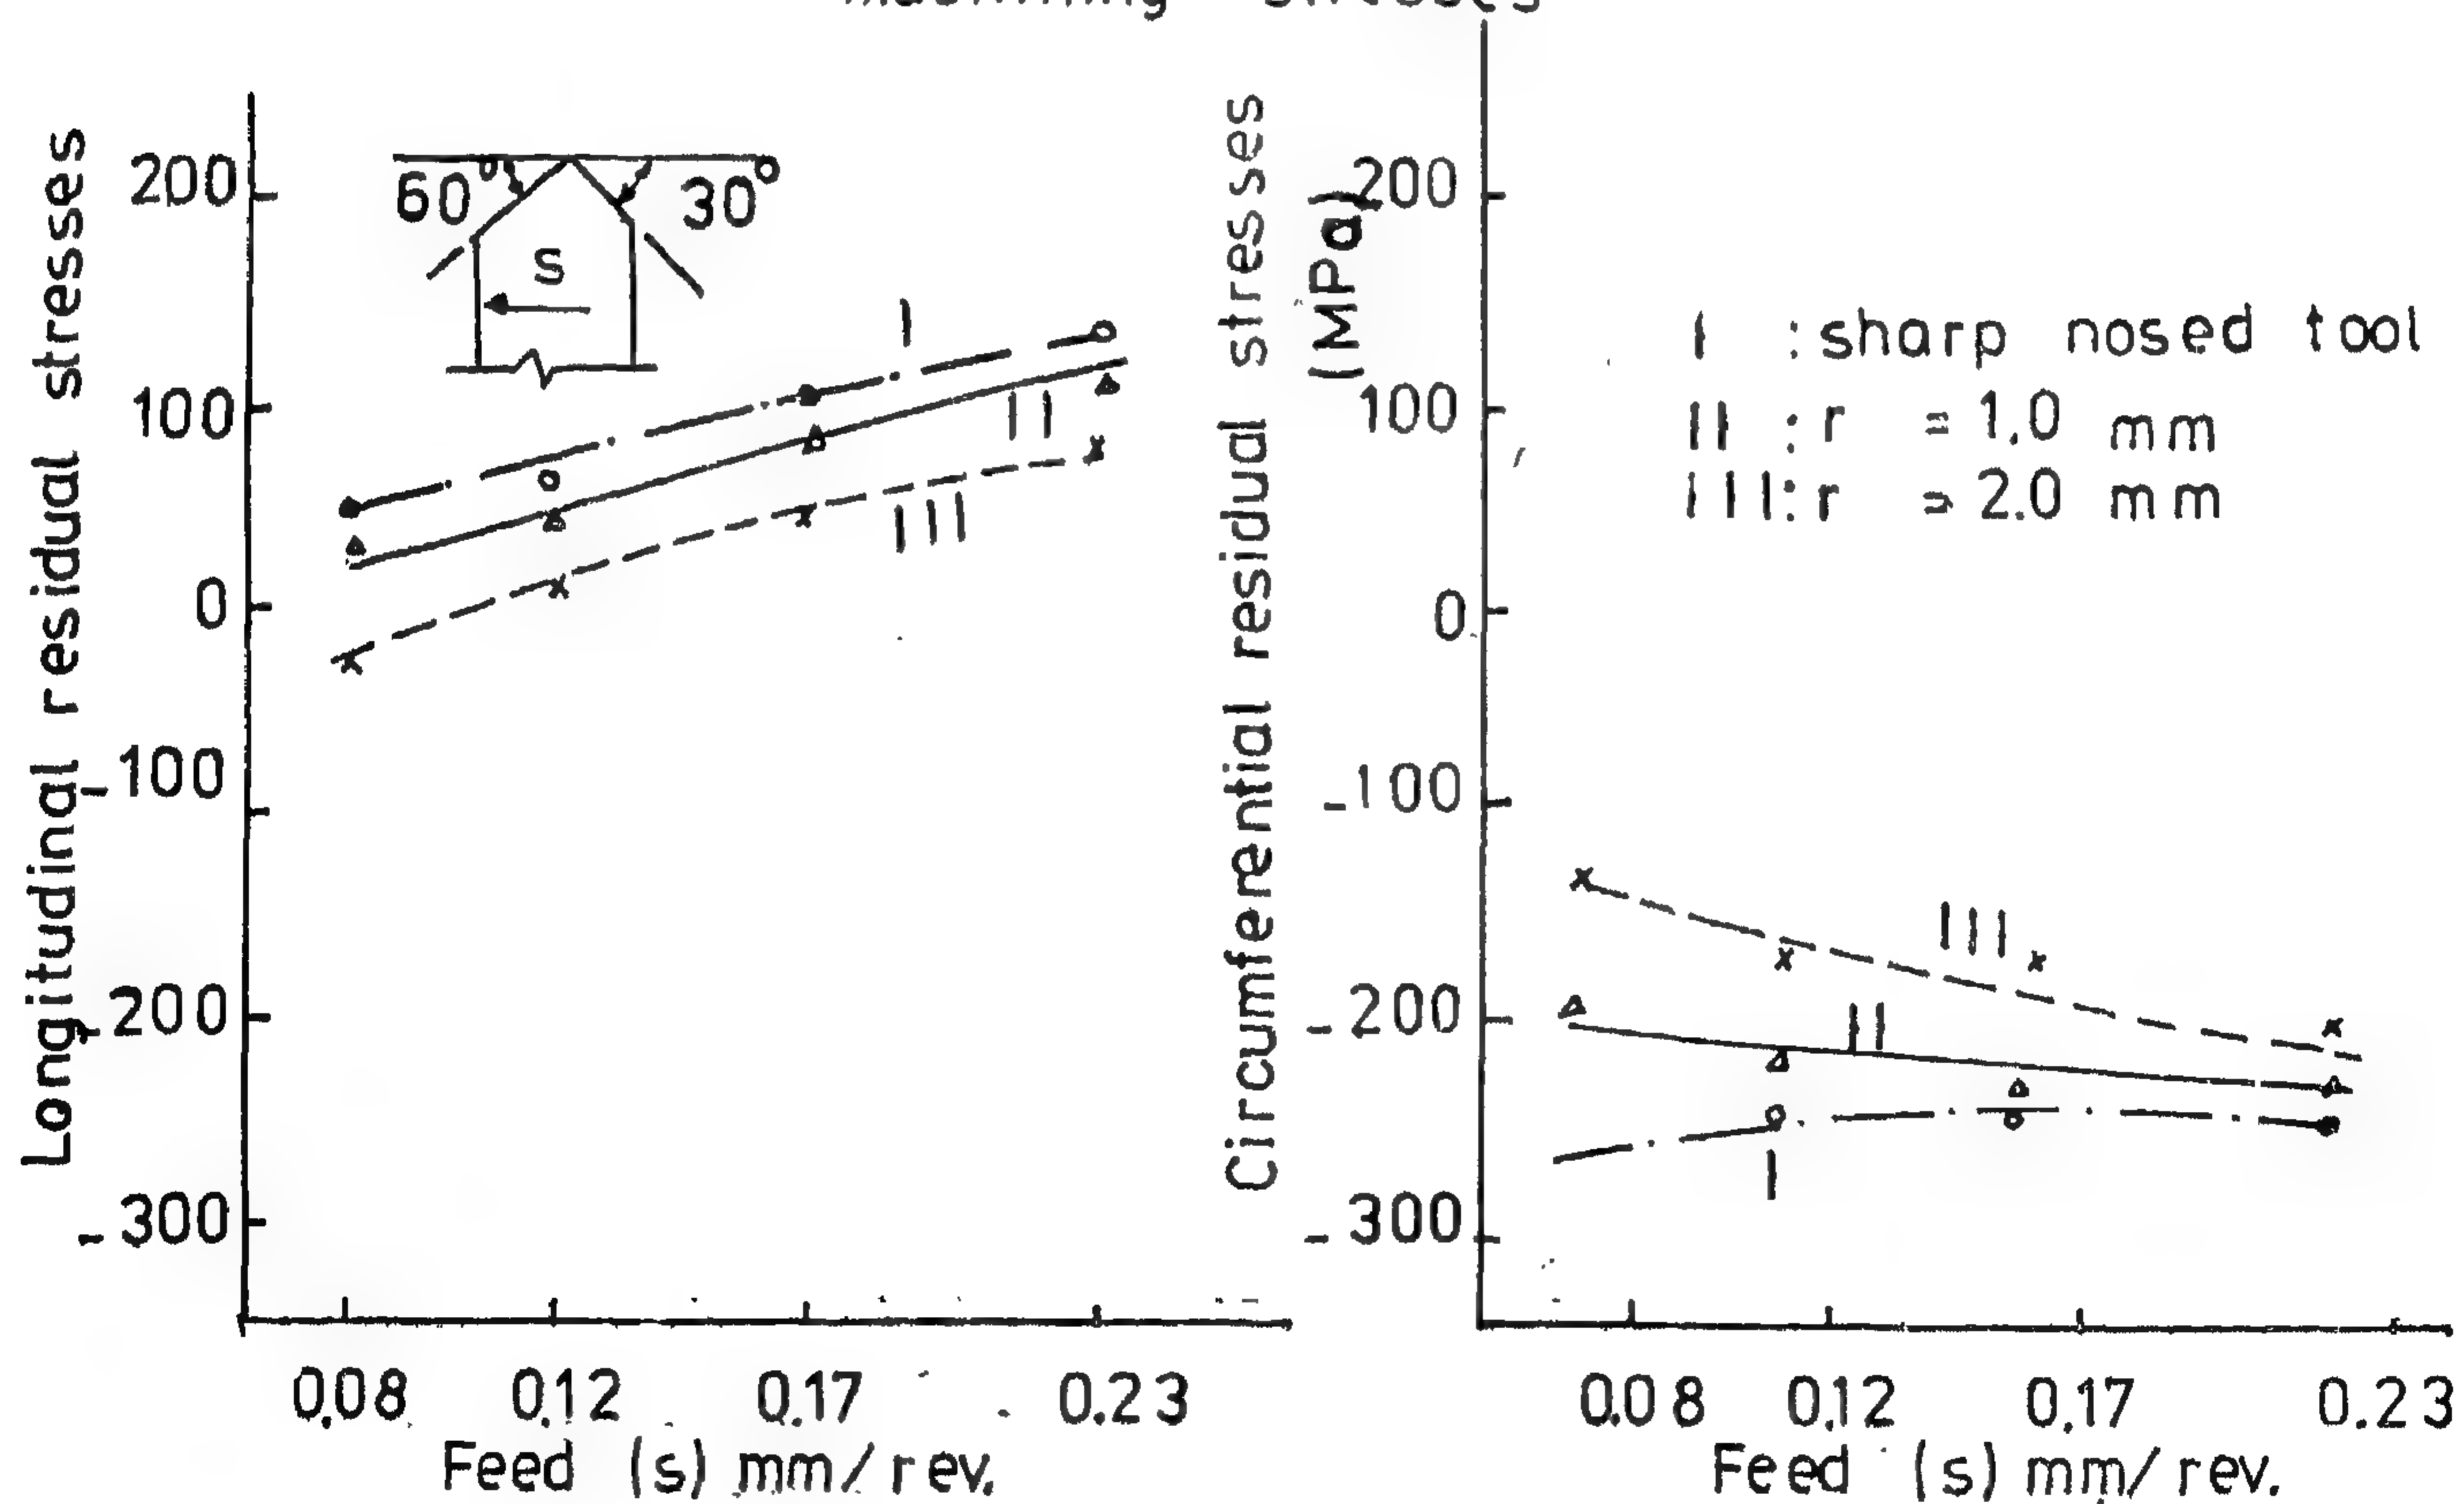 Longitudinal residual stresses
200
100
0
-100
-200
-300
60° 30°
S
I
II
III
0.08 0.12 0.17 0.23
Feed (s) mm/rev.
Circumferential residual stresses
(MPa)
200
100
0
-100
-200
-300
I : sharp nosed tool
II : r = 1.0 mm
III: r = 2.0 mm
III
II
I
0.08 0.12 0.17 0.23
Feed (s) mm/rev.